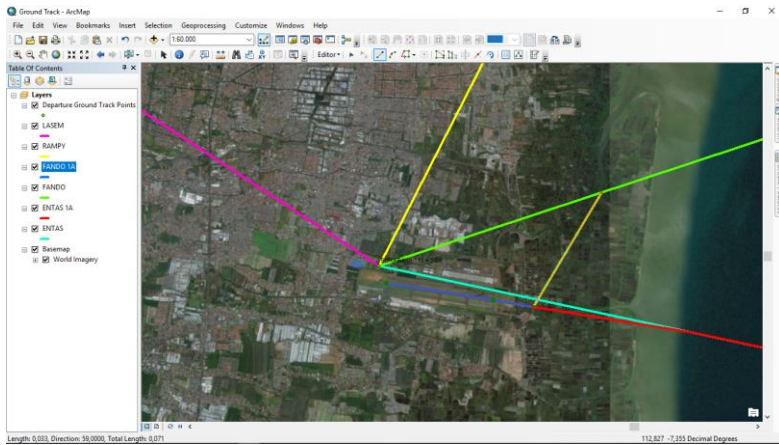 Ground Track - ArcMap
File Edit View Bookmarks Insert Selection Geoprocessing Customize Windows Help
1:60.000
Editor
Table Of Contents
Layers
Departure Ground Track Points
LASEM
RAMPY
FANDO 1A
FANDO
ENTAS 1A
ENTAS
Basemap
World Imagery
Length: 0,033, Direction: 59,0000, Total Length: 0,071
112,827 -7,355 Decimal Degrees